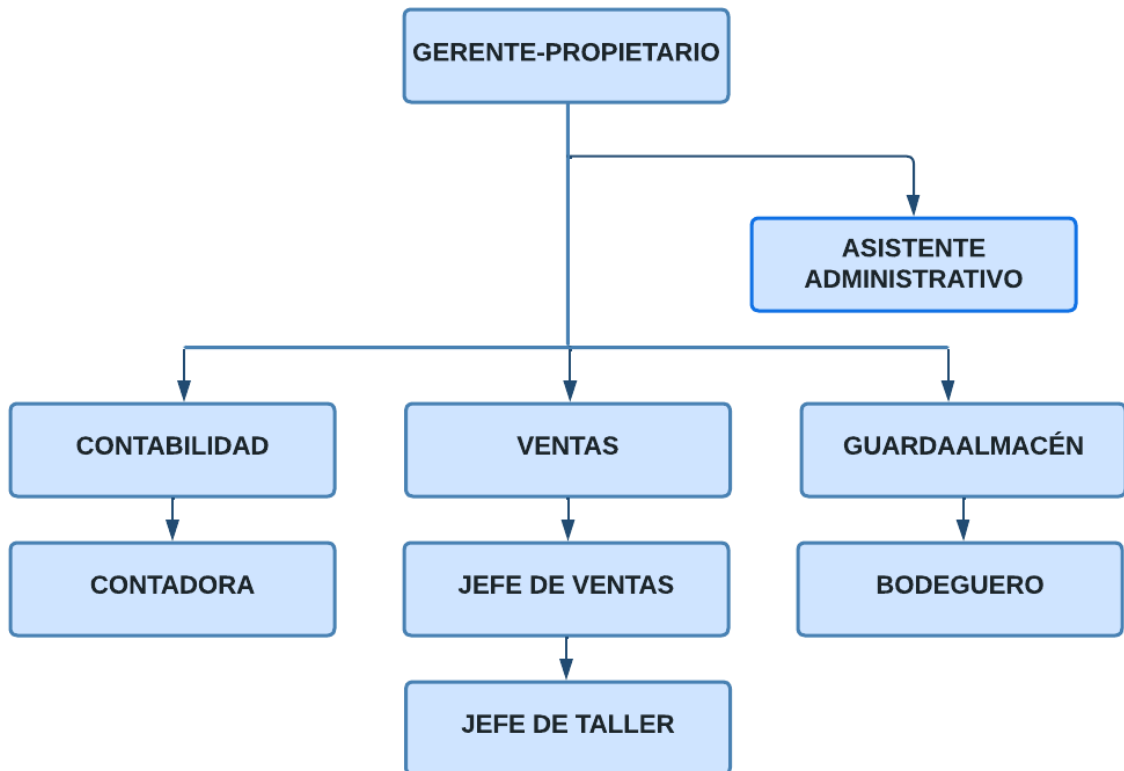 GERENTE-PROPIETARIO
ASISTENTE
ADMINISTRATIVO
CONTABILIDAD
VENTAS
GUARDAALMACÉN
CONTADORA
JEFE DE VENTAS
BODEGUERO
JEFE DE TALLER